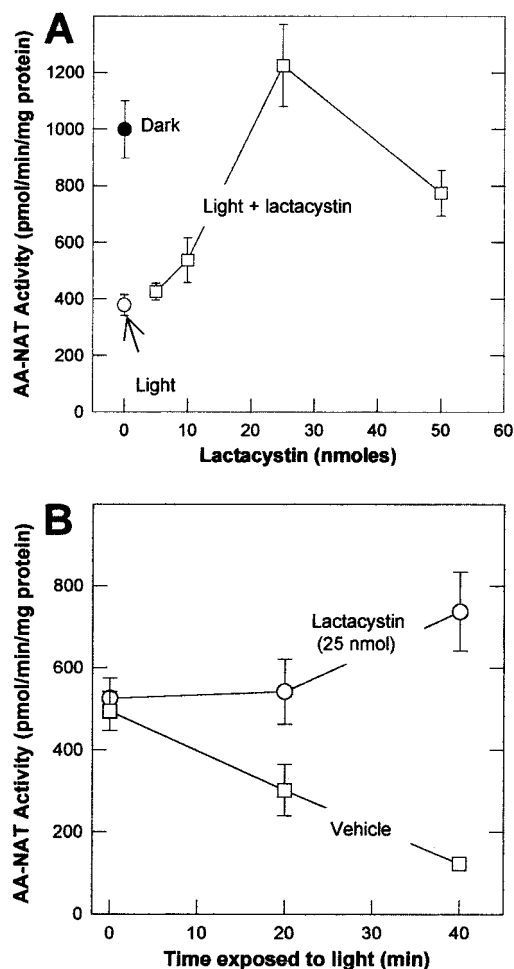 A
AA-NAT Activity (pmol/min/mg protein)
1200
1000
800
600
400
200
0
Dark
Light + lactacystin
Light
0 10 20 30 40 50 60
Lactacystin (nmoles)
B
AA-NAT Activity (pmol/min/mg protein)
800
600
400
200
0
Lactacystin
(25 nmol)
Vehicle
0 10 20 30 40
Time exposed to light (min)